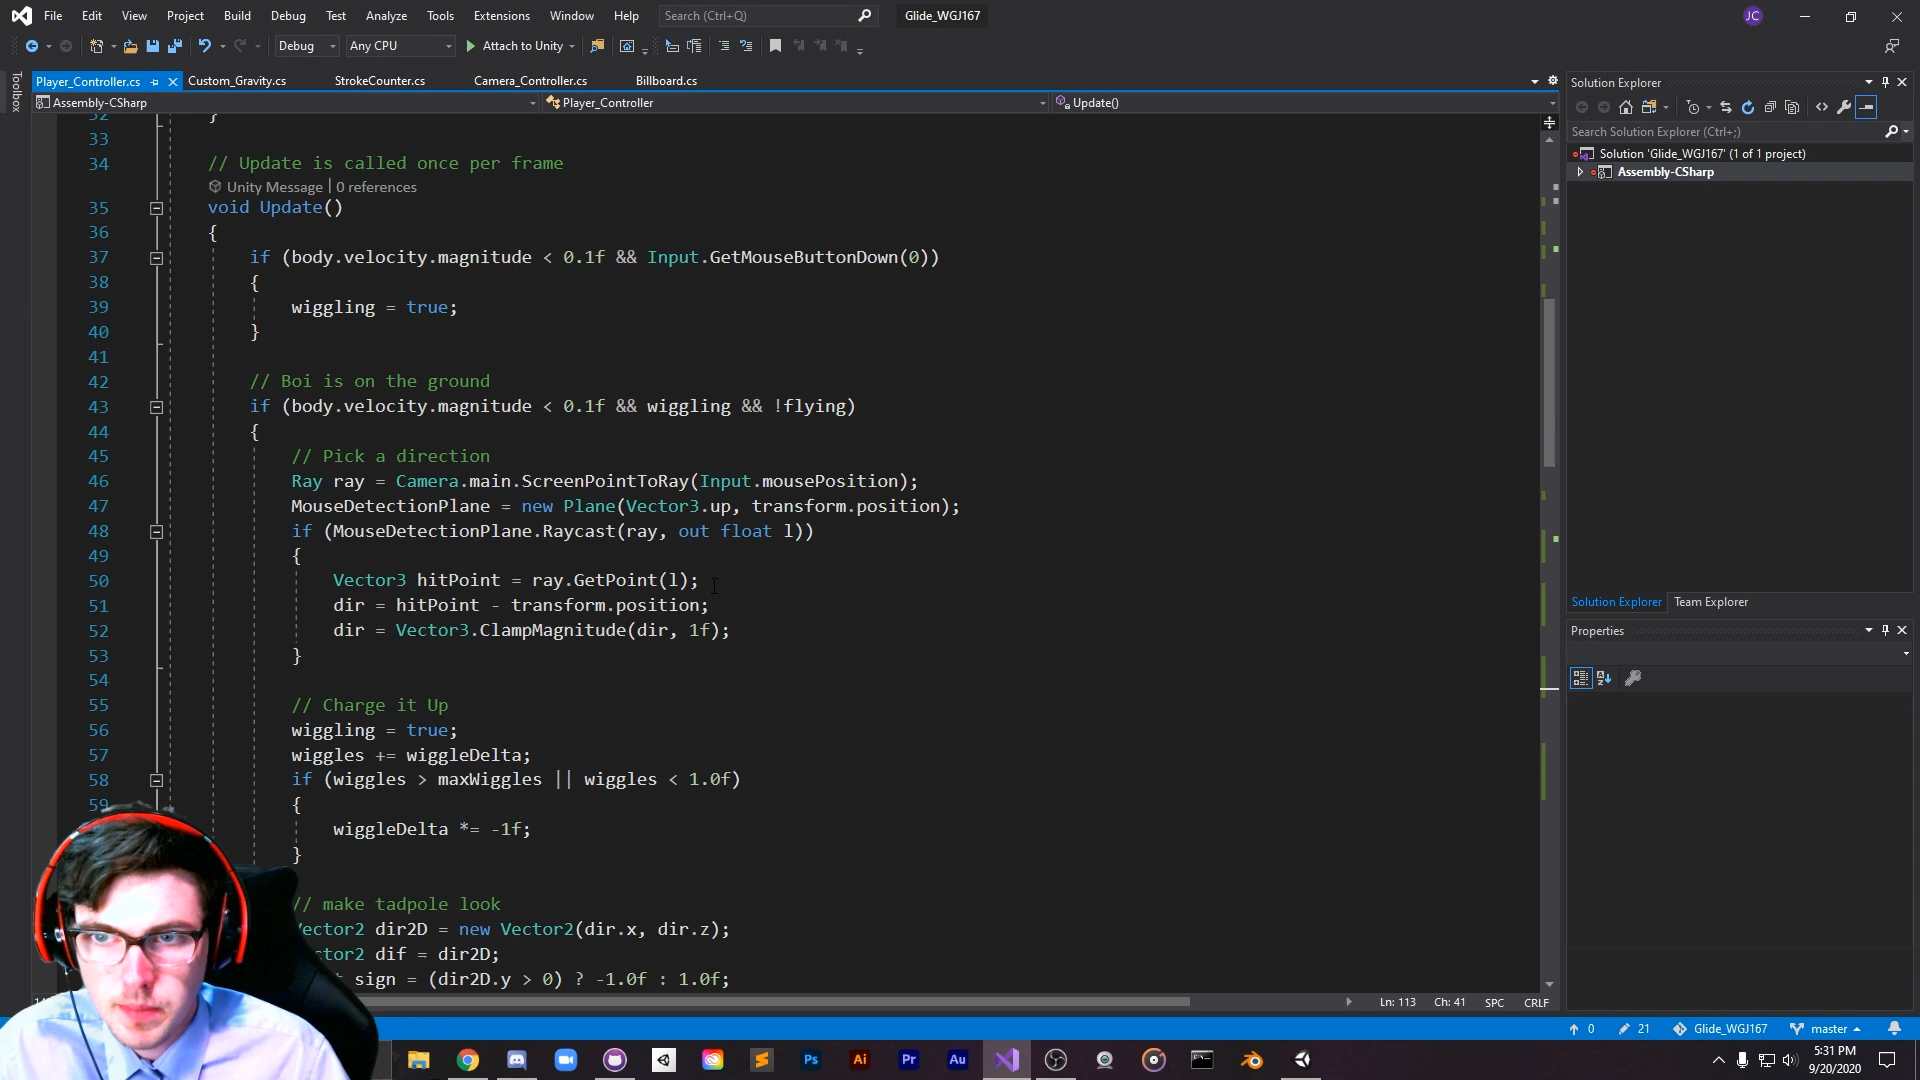 File Edit View Project Build Debug Test Analyze Tools Extensions Window Help Search (Ctrl+Q) Glide_WGJ167 JC
Debug Any CPU Attach to Unity
Toolbox
Player_Controller.cs Custom_Gravity.cs StrokeCounter.cs Camera_Controller.cs Billboard.cs
Assembly-CSharp Player_Controller Update()
32 }
33
34 // Update is called once per frame
Unity Message | 0 references
35 void Update()
36 {
37 if (body.velocity.magnitude < 0.1f && Input.GetMouseButtonDown(0))
38 {
39 wiggling = true;
40 }
41
42 // Boi is on the ground
43 if (body.velocity.magnitude < 0.1f && wiggling && !flying)
44 {
45 // Pick a direction
46 Ray ray = Camera.main.ScreenPointToRay(Input.mousePosition);
47 MouseDetectionPlane = new Plane(Vector3.up, transform.position);
48 if (MouseDetectionPlane.Raycast(ray, out float l))
49 {
50 Vector3 hitPoint = ray.GetPoint(l);
51 dir = hitPoint - transform.position;
52 dir = Vector3.ClampMagnitude(dir, 1f);
53 }
54
55 // Charge it Up
56 wiggling = true;
57 wiggles += wiggleDelta;
58 if (wiggles > maxWiggles || wiggles < 1.0f)
59 {
wiggleDelta *= -1f;
}
// make tadpole look
Vector2 dir2D = new Vector2(dir.x, dir.z);
ctor2 dif = dir2D;
sign = (dir2D.y > 0) ? -1.0f : 1.0f;
Ln: 113 Ch: 41 SPC CRLF
Solution Explorer
Search Solution Explorer (Ctrl+;)
Solution 'Glide_WGJ167' (1 of 1 project)
Assembly-CSharp
Solution Explorer Team Explorer
Properties
0 21 Glide_WGJ167 master
Ps Ai Pr Au
5:31 PM
9/20/2020